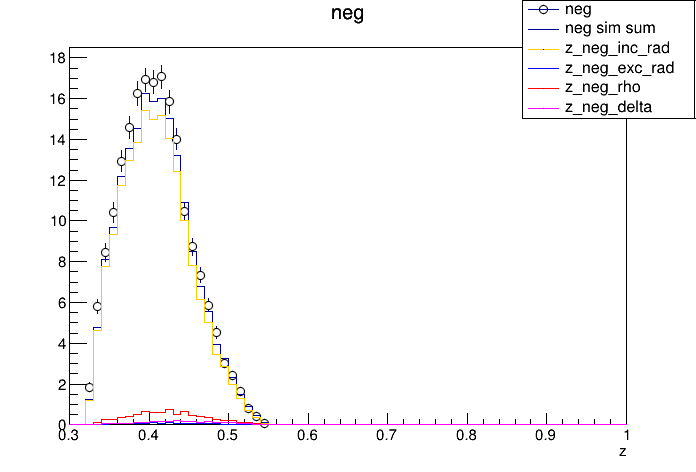 neg
neg
neg sim sum
z_neg_inc_rad
z_neg_exc_rad
z_neg_rho
z_neg_delta
18
16
14
12
10
8
6
4
2
0
0.3 0.4 0.5 0.6 0.7 0.8 0.9 1
z